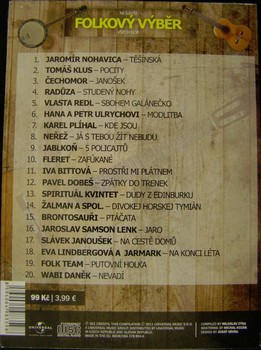 FOLKOVÝ VÝBĚR
1. JAROMÍR NOHAVICA – TĚŠÍNSKÁ
2. TOMÁŠ KLUS – POCITY
3. ČECHOMOR – JANOŠEK
4. RADŮZA – STUDENÝ NOHY
5. VLASTA REDL – SBOHEM GALÁNEČKO
6. HANA A PETR ULRYCHOVI – MODLITBA
7. KAREL PLÍHAL – KDE JSOU
8. NEŘEŽ – JÁ S TEBOU ŽÍT NEBUDU
9. JABLKOŇ – 5 POLICAJTŮ
10. FLERET – ZAFÚKANÉ
11. IVA BITTOVÁ – PROSTŘI MI PLÁTNEM
12. PAVEL DOBEŠ – ZPÁTKY DO TRENEK
13. SPIRITUÁL KVINTET – DUDY Z EDINBURKU
14. ŽALMAN A SPOL. – DIVOKEJ HORSKEJ TYMIÁN
15. BRONTOSAUŘI – PTÁČATA
16. JAROSLAV SAMSON LENK – JARO
17. SLÁVEK JANOUŠEK – NA CESTĚ DOMŮ
18. EVA LINDBERGOVÁ A JARMARK – NA KONCI LÉTA
19. FOLK TEAM – PUTOVNÍ HOUFA
20. WABI DANĚK – NEVADÍ
99 Kč | 3,99 €
UNIVERSAL